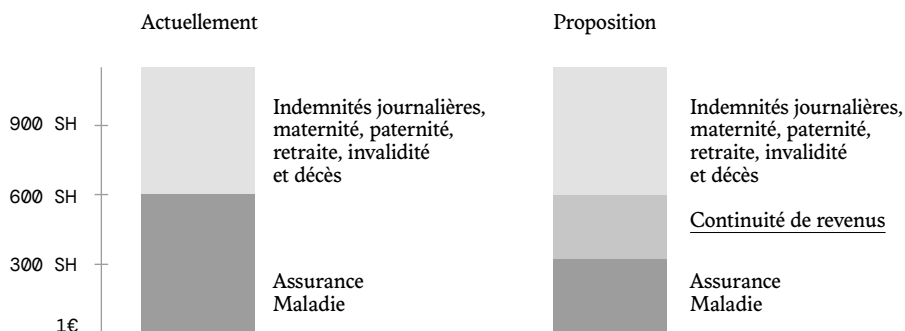 Actuellement
Proposition
900 SH
600 SH
300 SH
1€
Indemnités journalières,
maternité, paternité,
retraite, invalidité
et décès
Assurance
Maladie
Indemnités journalières,
maternité, paternité,
retraite, invalidité
et décès
Continuité de revenus
Assurance
Maladie